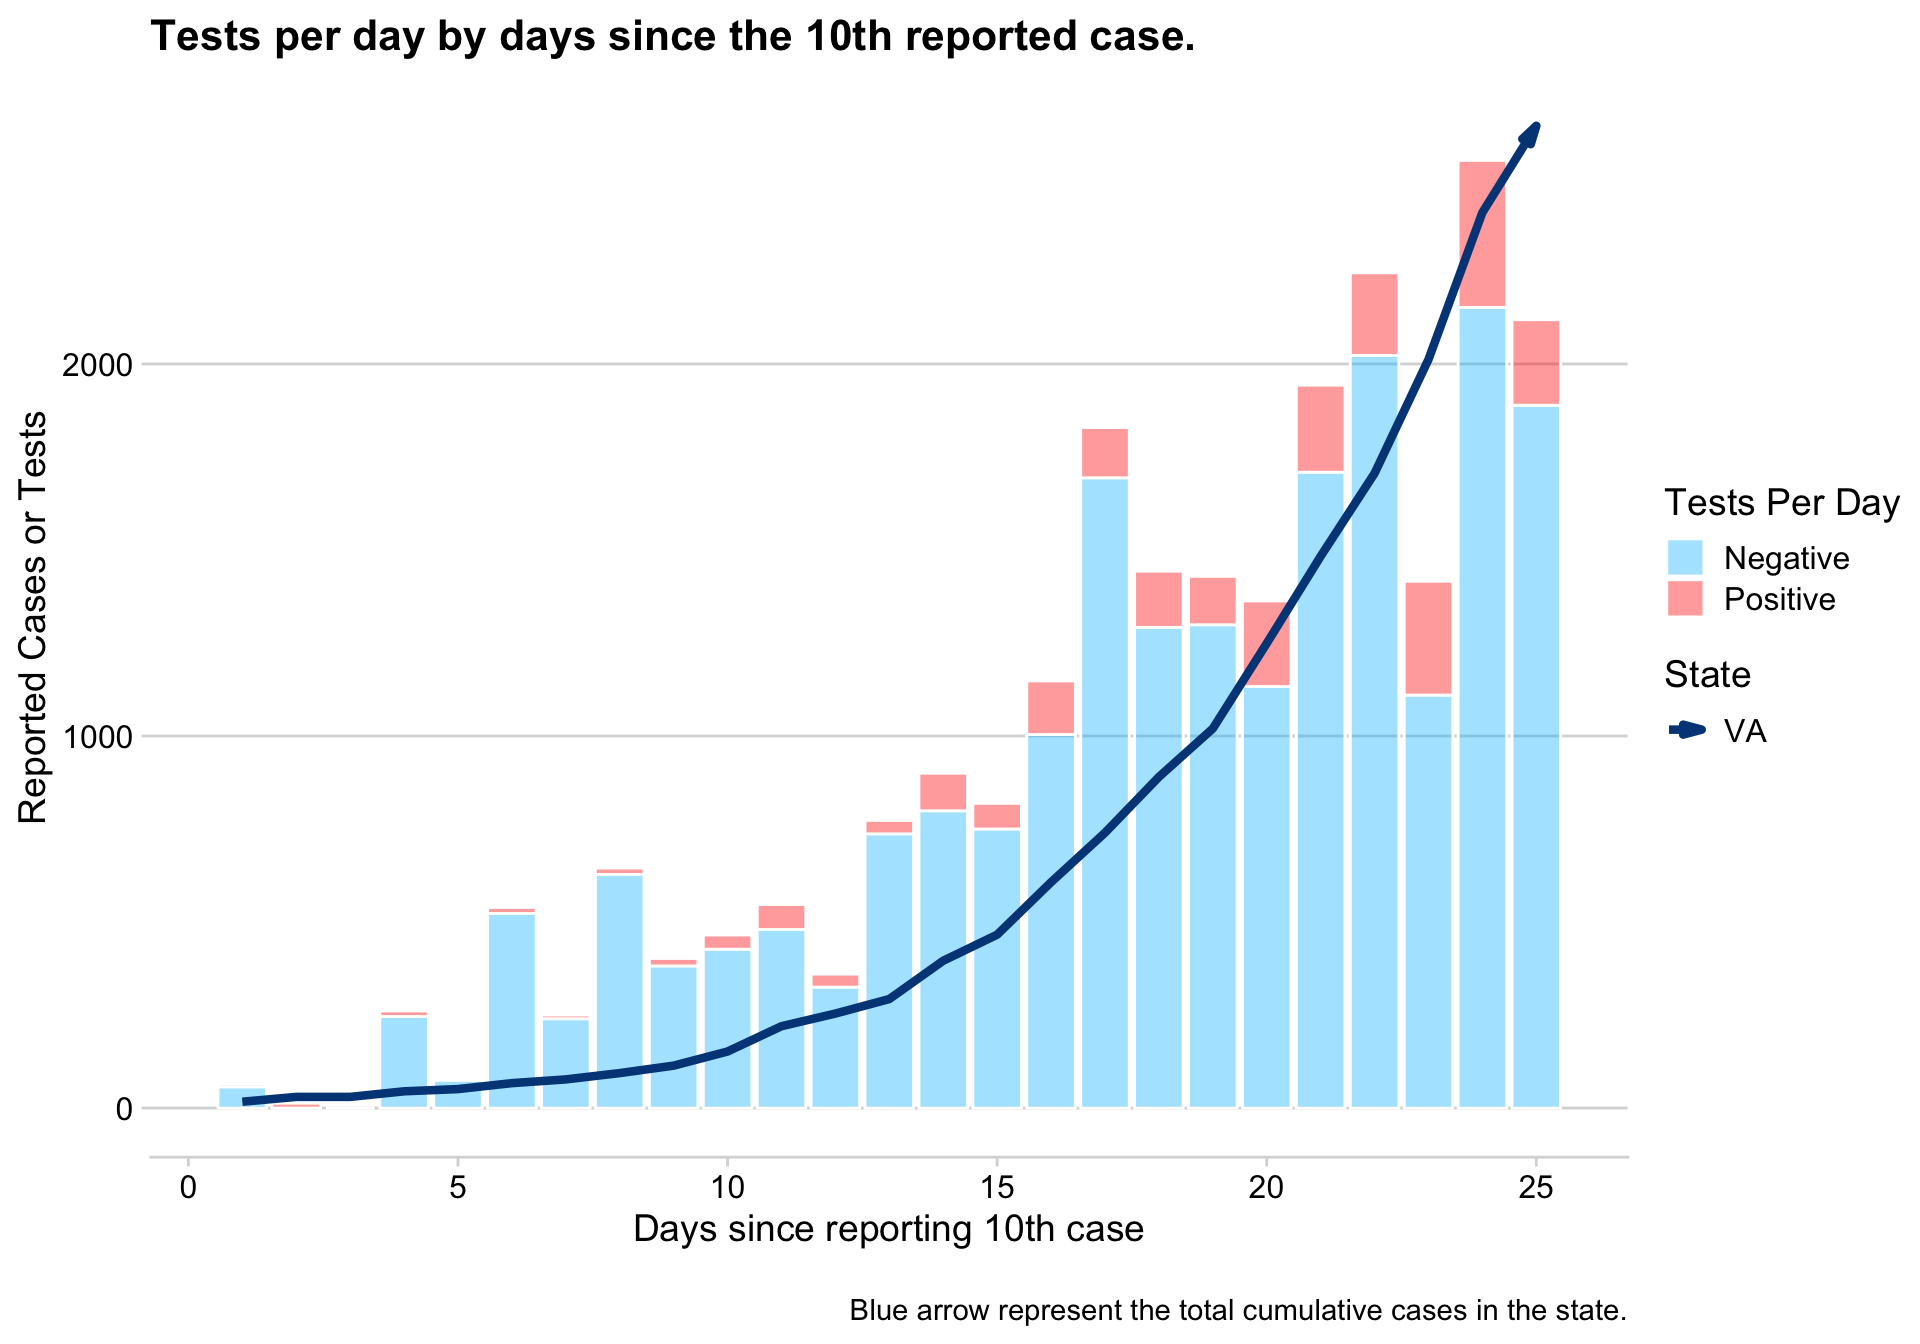 Tests per day by days since the 10th reported case.
Reported Cases or Tests
2000
1000
0
0 5 10 15 20 25
Days since reporting 10th case
Tests Per Day
Negative
Positive
State
VA
Blue arrow represent the total cumulative cases in the state.